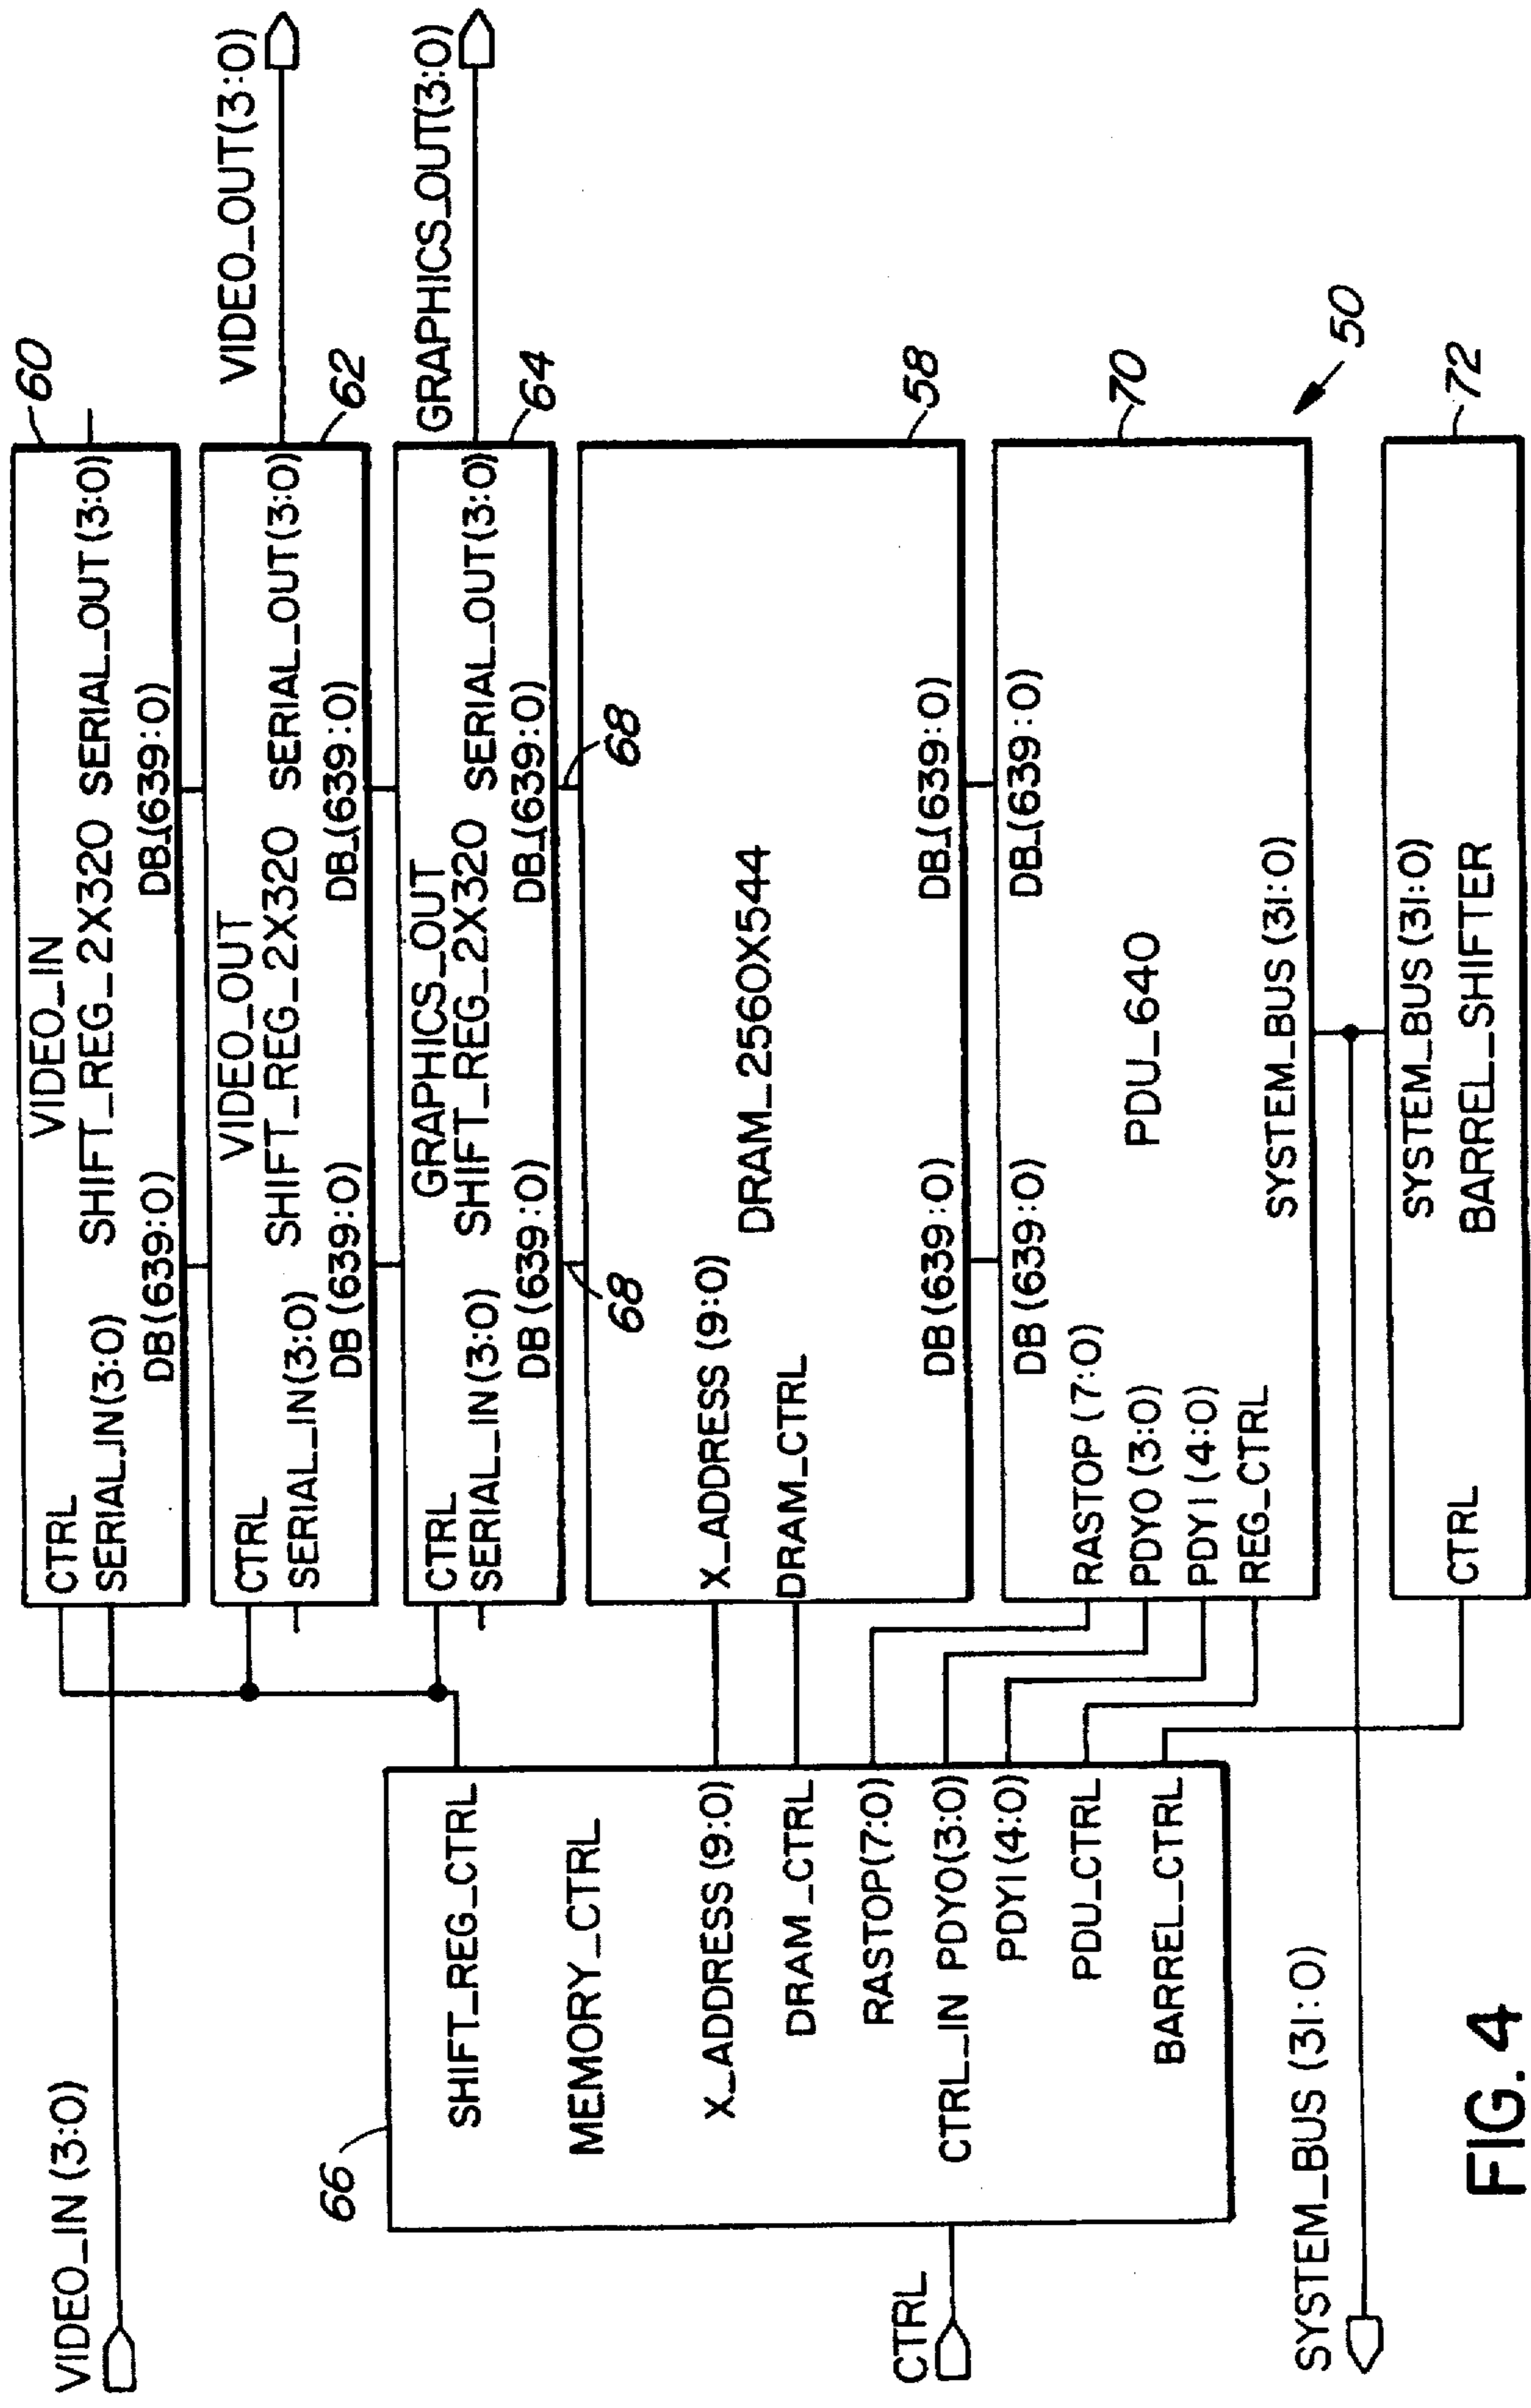 VIDEO_IN (3:0)
CTRL
SERIAL_IN(3:0)
VIDEO_IN
SHIFT_REG_2X320
SERIAL_OUT(3:0)
DB(639:0)
DB_(639:0)
60
CTRL
SERIAL_IN(3:0)
VIDEO_OUT
SHIFT_REG_2X320
SERIAL_OUT(3:0)
DB(639:0)
DB_(639:0)
62
VIDEO_OUT(3:0)
CTRL
SERIAL_IN(3:0)
GRAPHICS_OUT
SHIFT_REG_2X320
SERIAL_OUT(3:0)
DB(639:0)
DB_(639:0)
64
GRAPHICS_OUT(3:0)
68
68
66
SHIFT_REG_CTRL
MEMORY_CTRL
X_ADDRESS (9:0)
DRAM_CTRL
RASTOP(7:0)
CTRL_IN PDY0(3:0)
PDY1(4:0)
PDU_CTRL
BARREL_CTRL
CTRL
X_ADDRESS (9:0)
DRAM_CTRL
DRAM_2560X544
DB(639:0)
DB_(639:0)
58
DB (639:0)
DB_(639:0)
RASTOP (7:0)
PDY0 (3:0)
PDY1 (4:0)
REG_CTRL
PDU_640
SYSTEM_BUS (31:0)
70
50
SYSTEM_BUS (31:0)
SYSTEM_BUS (31:0)
BARREL_SHIFTER
CTRL
72
FIG. 4